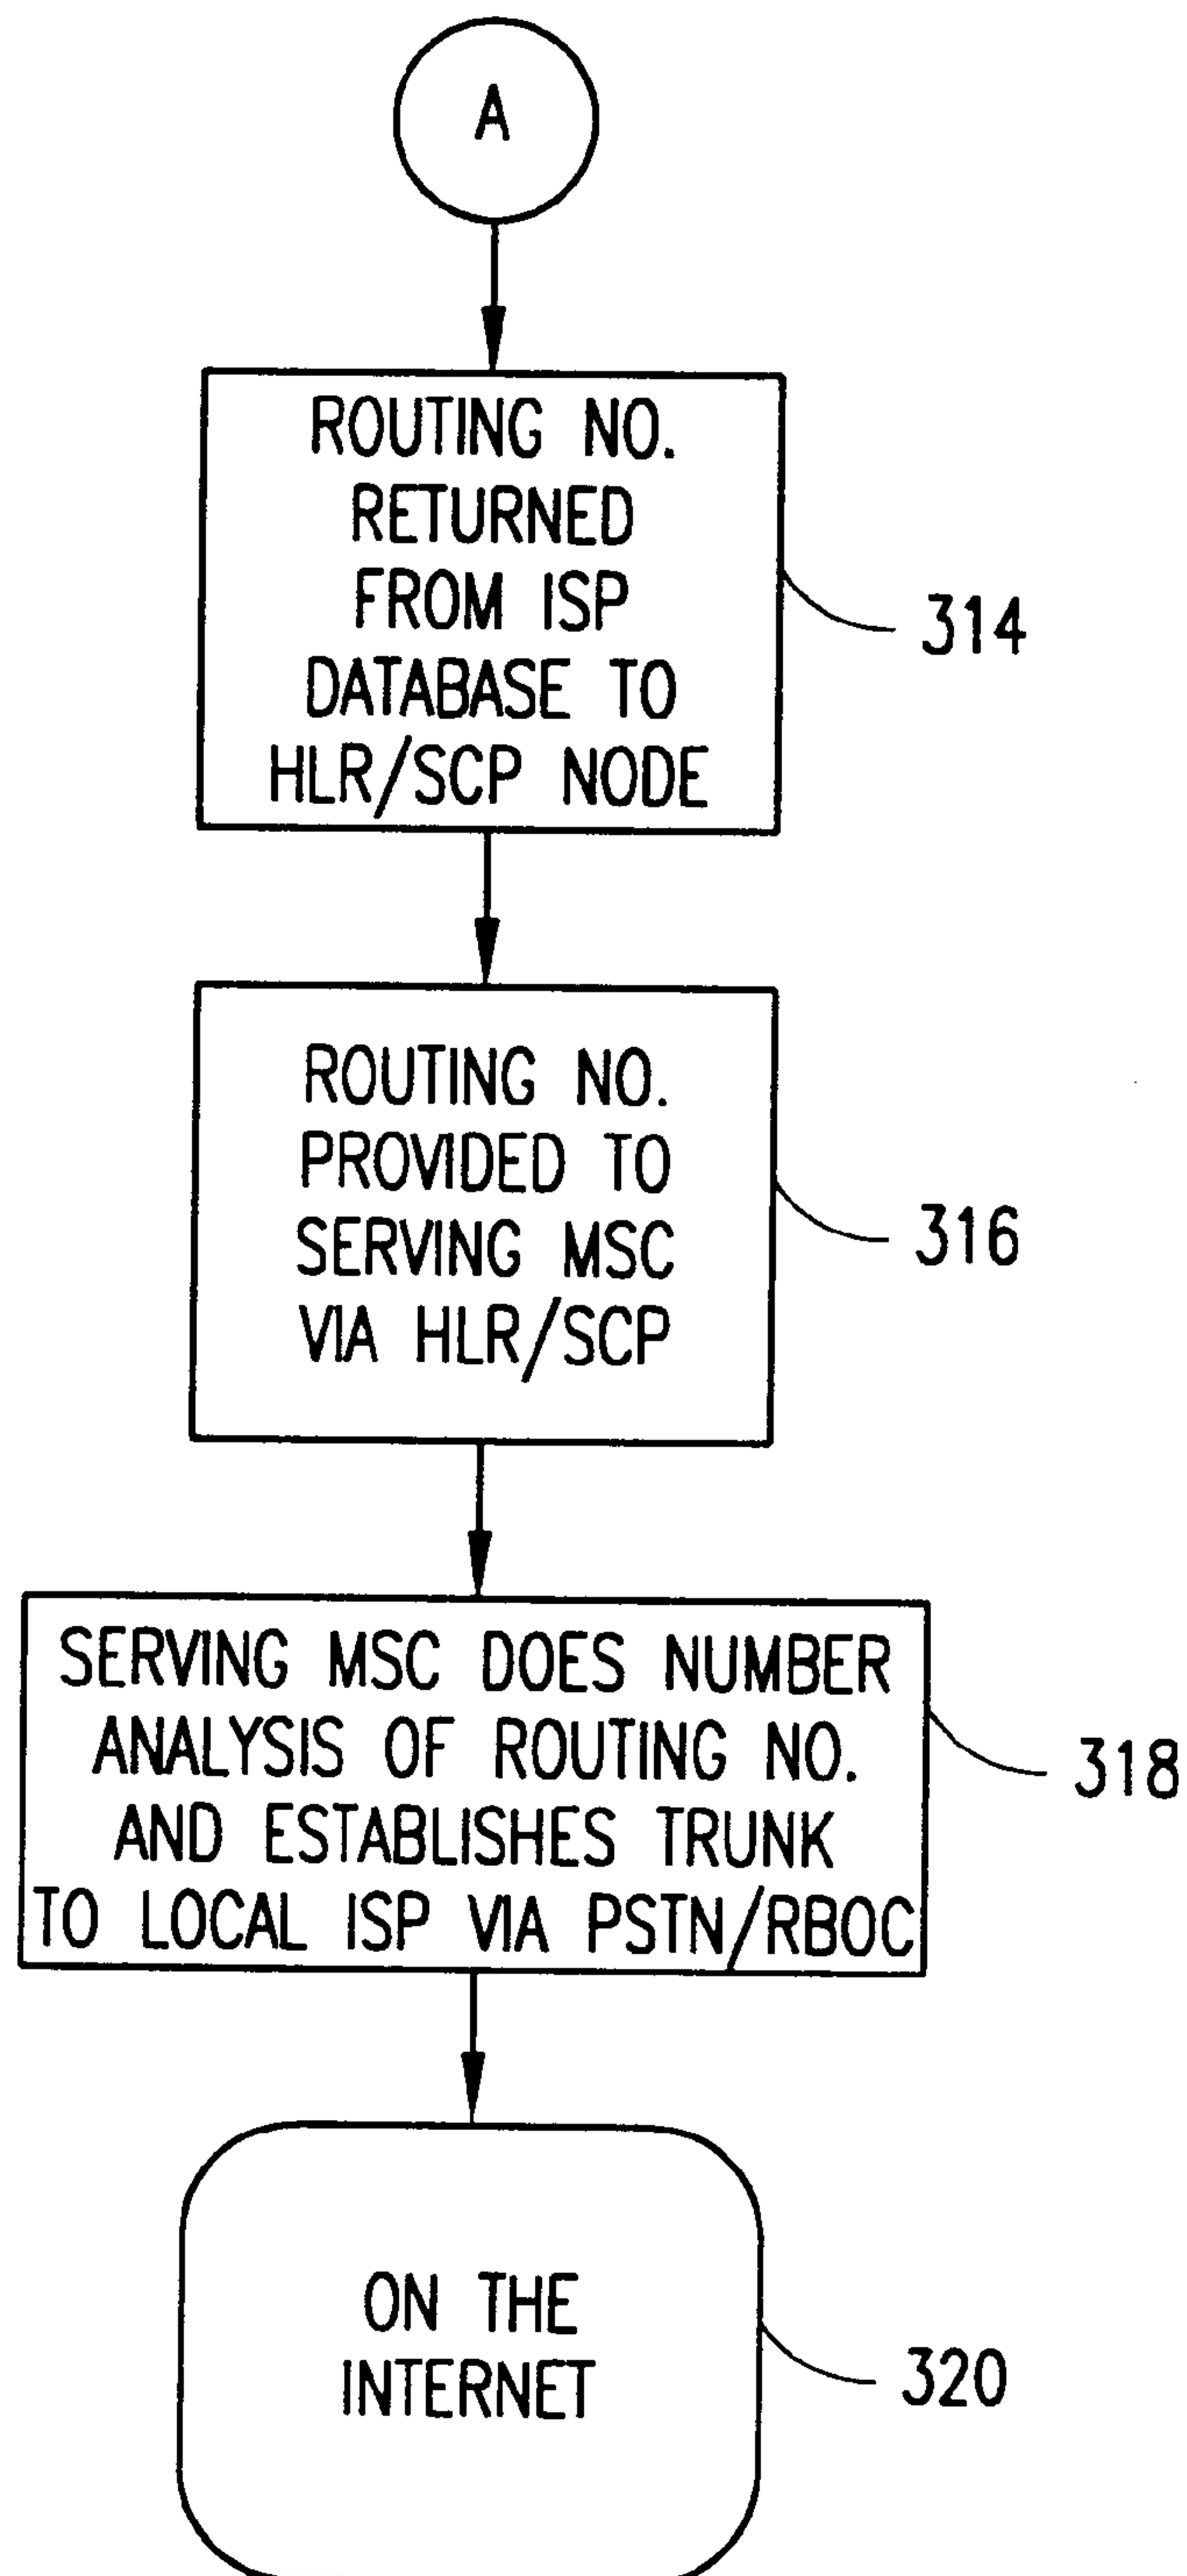 A
ROUTING NO.
RETURNED
FROM ISP
DATABASE TO
HLR/SCP NODE
314
ROUTING NO.
PROVIDED TO
SERVING MSC
VIA HLR/SCP
316
SERVING MSC DOES NUMBER
ANALYSIS OF ROUTING NO.
AND ESTABLISHES TRUNK
TO LOCAL ISP VIA PSTN/RBOC
318
ON THE
INTERNET
320